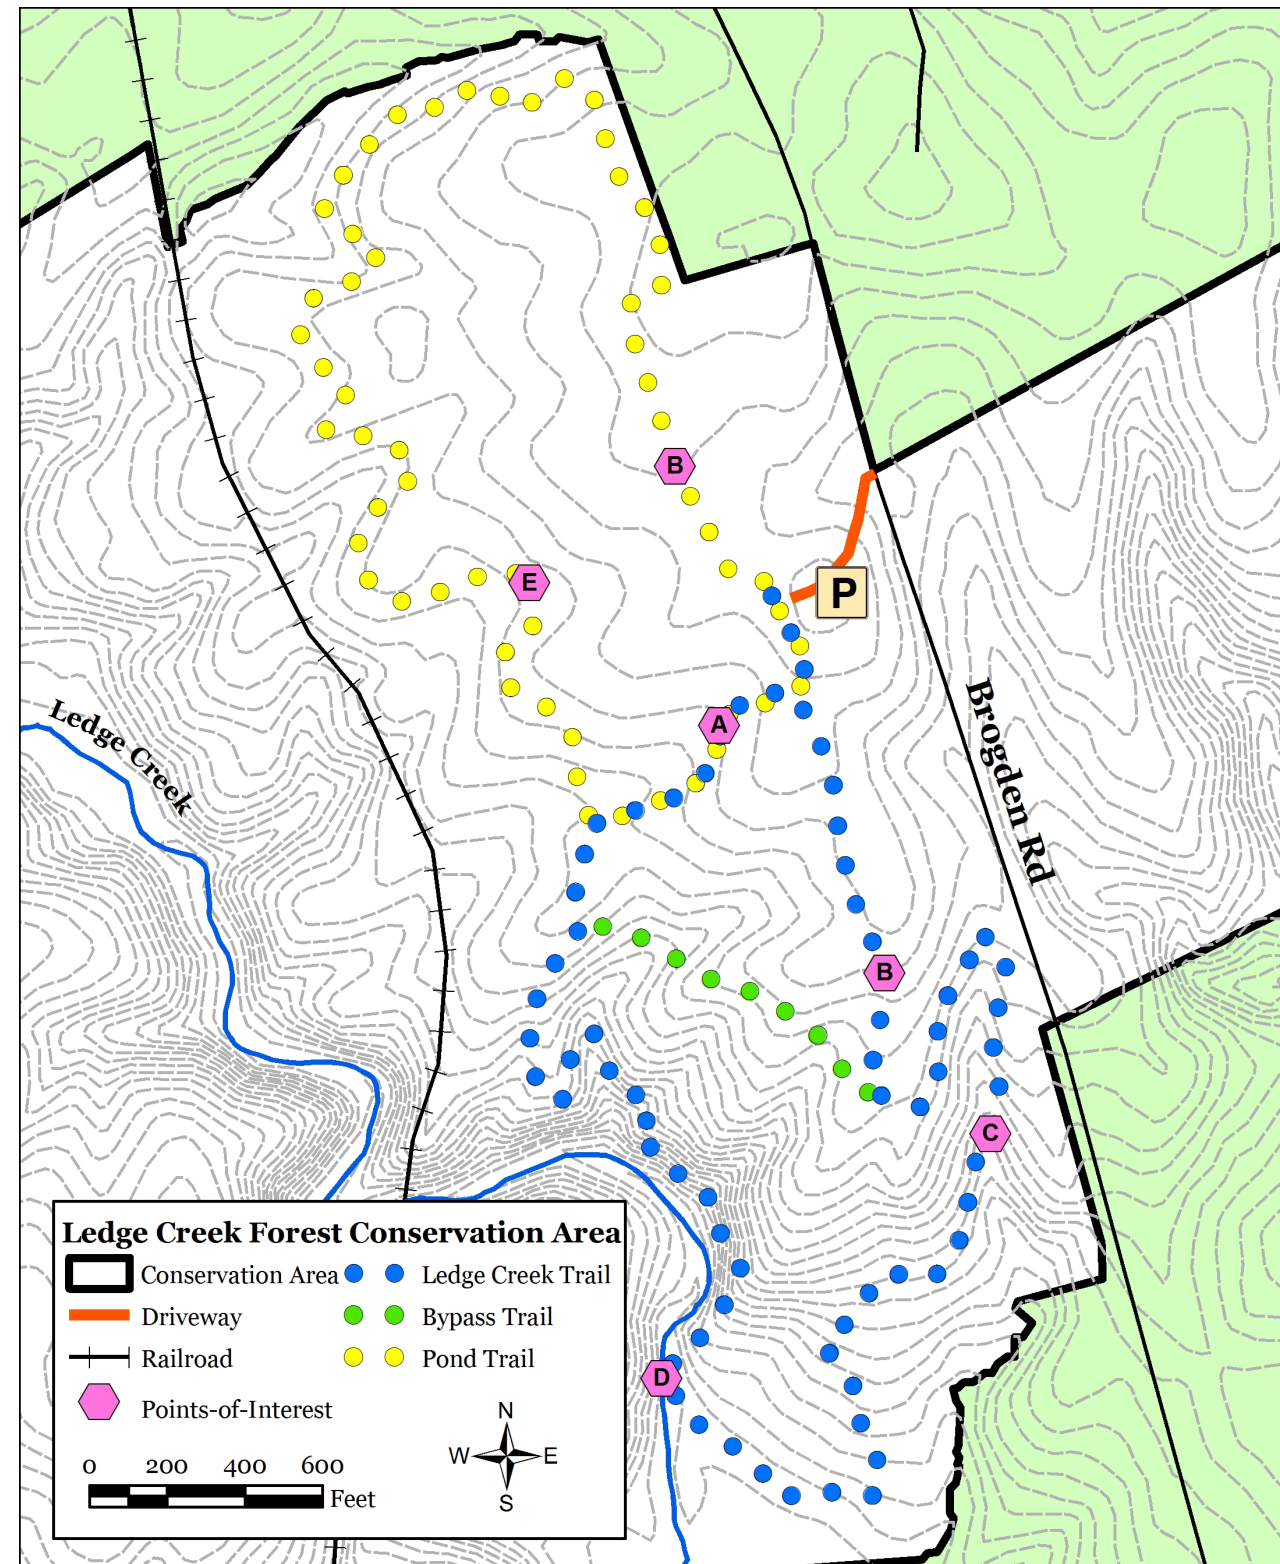 B
P
E
A
Ledge Creek
Brogden Rd
B
C
D
Ledge Creek Forest Conservation Area
Conservation Area
Ledge Creek Trail
Driveway
Bypass Trail
Railroad
Pond Trail
Points-of-Interest
N
W E
S
0 200 400 600
Feet